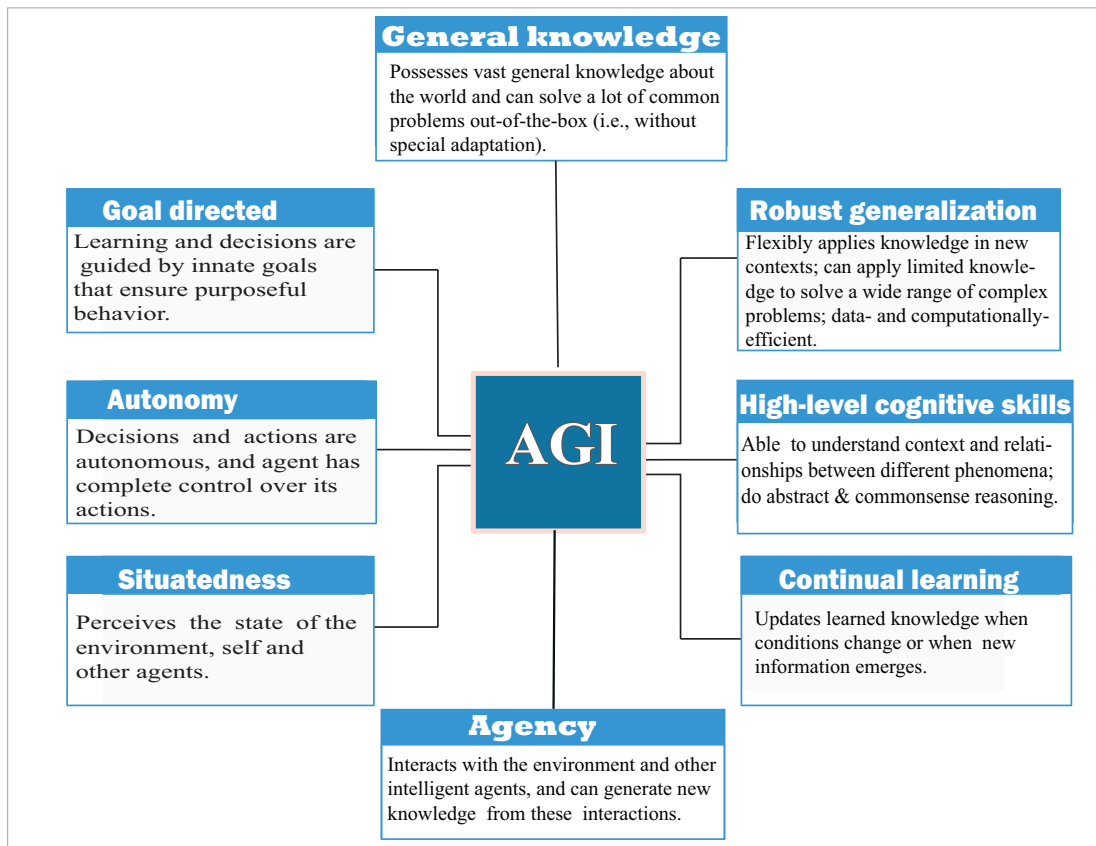 General knowledge
Possesses vast general knowledge about
the world and can solve a lot of common
problems out-of-the-box (i.e., without
special adaptation).
Goal directed
Learning and decisions are
guided by innate goals
that ensure purposeful
behavior.
Robust generalization
Flexibly applies knowledge in new
contexts; can apply limited knowle-
dge to solve a wide range of complex
problems; data- and computationally-
efficient.
Autonomy
Decisions and actions are
autonomous, and agent has
complete control over its
actions.
AGI
High-level cognitive skills
Able to understand context and relati-
onships between different phenomena;
do abstract & commonsense reasoning.
Situatedness
Perceives the state of the
environment, self and
other agents.
Continual learning
Updates learned knowledge when
conditions change or when new
information emerges.
Agency
Interacts with the environment and other
intelligent agents, and can generate new
knowledge from these interactions.